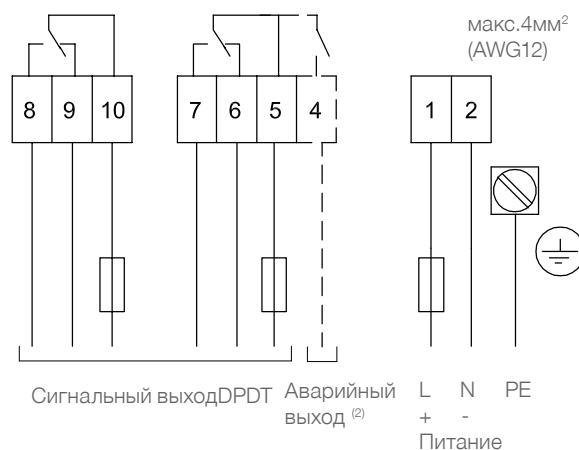 макс.4мм²
(AWG12)
8 9 10 7 6 5 4 1 2
Сигнальный выходDPDT Аварийный L N PE
выход (2) + -
Питание